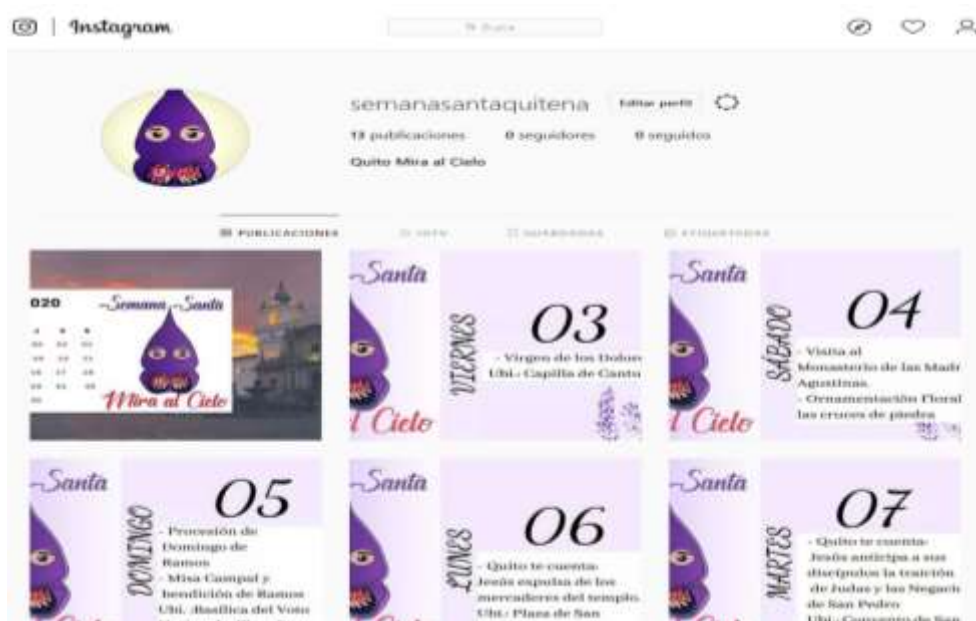 Instagram
semanasantaquitena Editar perfil
13 publicaciones 0 seguidores 0 seguidos
Quito Mira al Cielo
PUBLICACIONES
020
Semana Santa
Mira al Cielo
Santa
l Cielo
VIERNES
03
- Virgen de los Dolor
Ubi.: Capilla de Cantu
Santa
l Cielo
SÁBADO
04
- Visita al
Monasterio de las Madr
Agustinas.
- Ornamentación Floral
las cruces de piedra
Santa
DOMINGO
05
- Procesión de
Domingo de
Ramos
- Misa Campal y
bendición de Ramos
Ubi. :Basílica del Voto
Santa
LUNES
06
- Quito te cuenta:
Jesús expulsa de los
mercaderes del templo.
Ubi.: Plaza de San
Santa
MARTES
07
- Quito te cuenta:
Jesús anticipa a sus
discípulos la traición
de Judas y las Negach
de San Pedro
Ubi.: Convento de San